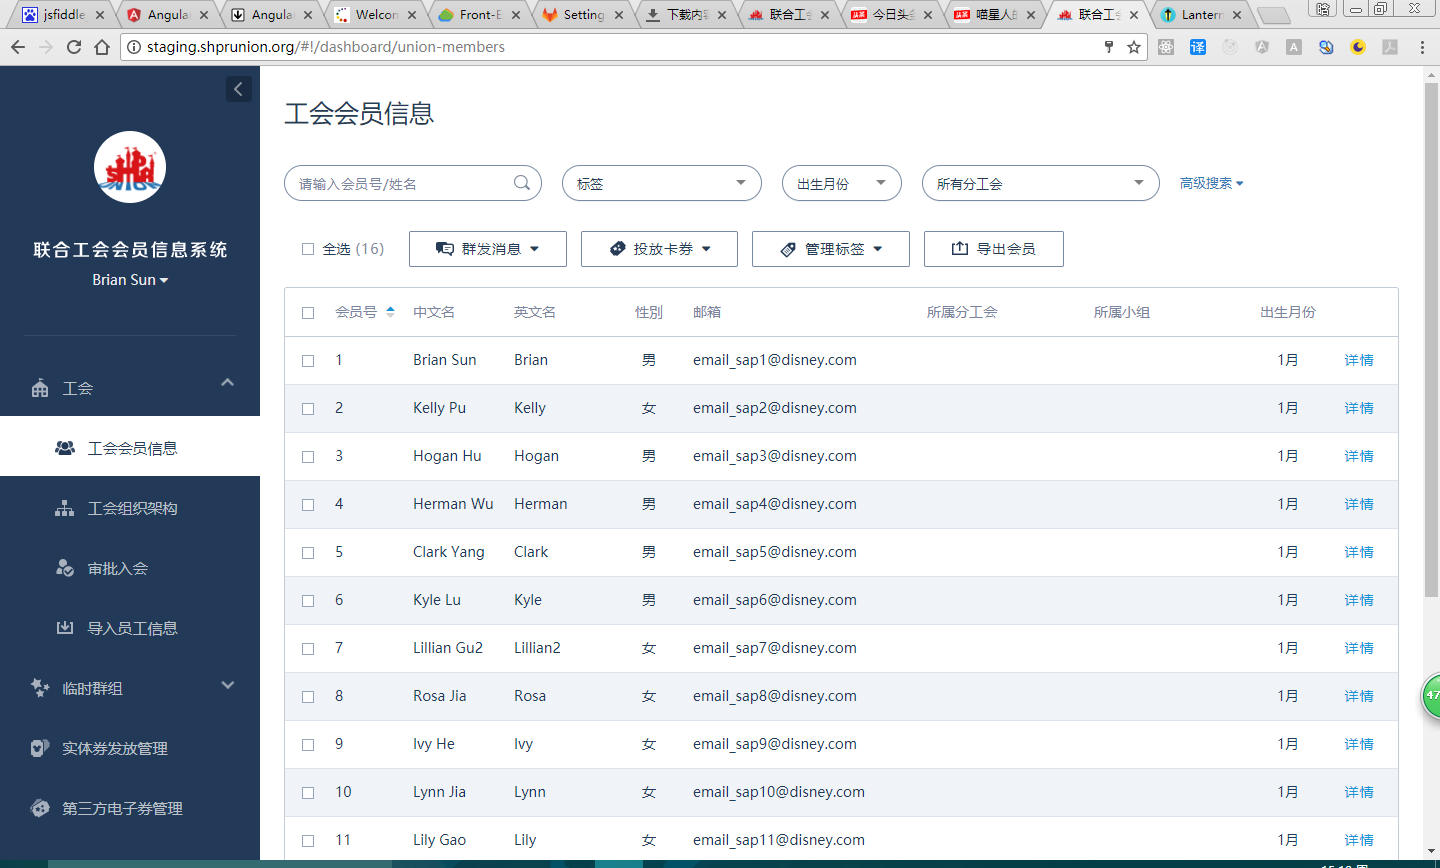 jsfiddle
Angula
Angula
Welcon
Front-E
Setting
下载内容
联合工会
今日头条
喵星人的
联合工会
Lantern
staging.shprunion.org/#!/dashboard/union-members
联合工会会员信息系统
Brian Sun
工会
工会会员信息
工会组织架构
审批入会
导入员工信息
临时群组
实体券发放管理
第三方电子券管理
工会会员信息
请输入会员号/姓名 标签 出生月份 所有分工会 高级搜索
全选 (16) 群发消息 投放卡券 管理标签 导出会员
会员号 中文名 英文名 性别 邮箱 所属分工会 所属小组 出生月份
1 Brian Sun Brian 男 email_sap1@disney.com 1月 详情
2 Kelly Pu Kelly 女 email_sap2@disney.com 1月 详情
3 Hogan Hu Hogan 男 email_sap3@disney.com 1月 详情
4 Herman Wu Herman 男 email_sap4@disney.com 1月 详情
5 Clark Yang Clark 男 email_sap5@disney.com 1月 详情
6 Kyle Lu Kyle 男 email_sap6@disney.com 1月 详情
7 Lillian Gu2 Lillian2 女 email_sap7@disney.com 1月 详情
8 Rosa Jia Rosa 女 email_sap8@disney.com 1月 详情
9 Ivy He Ivy 女 email_sap9@disney.com 1月 详情
10 Lynn Jia Lynn 女 email_sap10@disney.com 1月 详情
11 Lily Gao Lily 女 email_sap11@disney.com 1月 详情
47